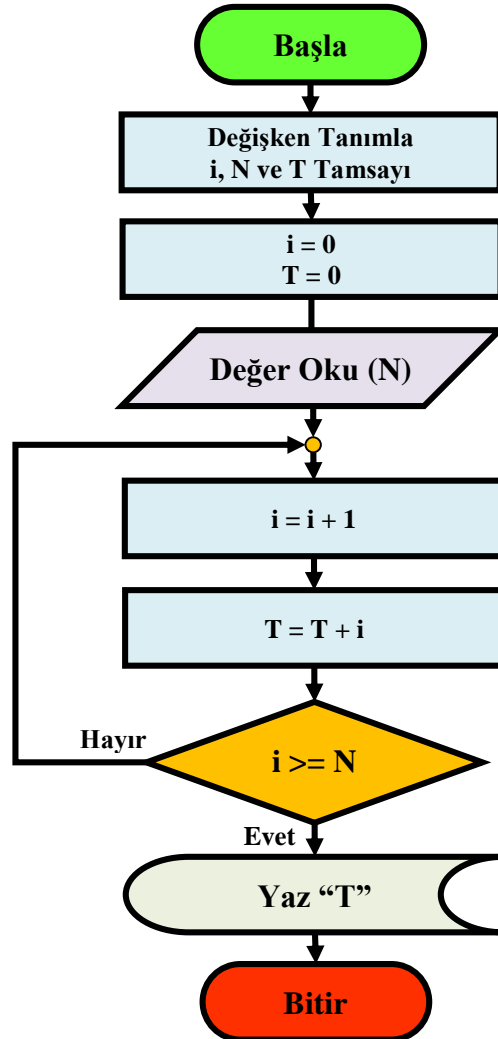 Başla
Değişken Tanımla
i, N ve T Tamsayı
i = 0
T = 0
Değer Oku (N)
i = i + 1
T = T + i
Hayır
i >= N
Evet
Yaz “T”
Bitir